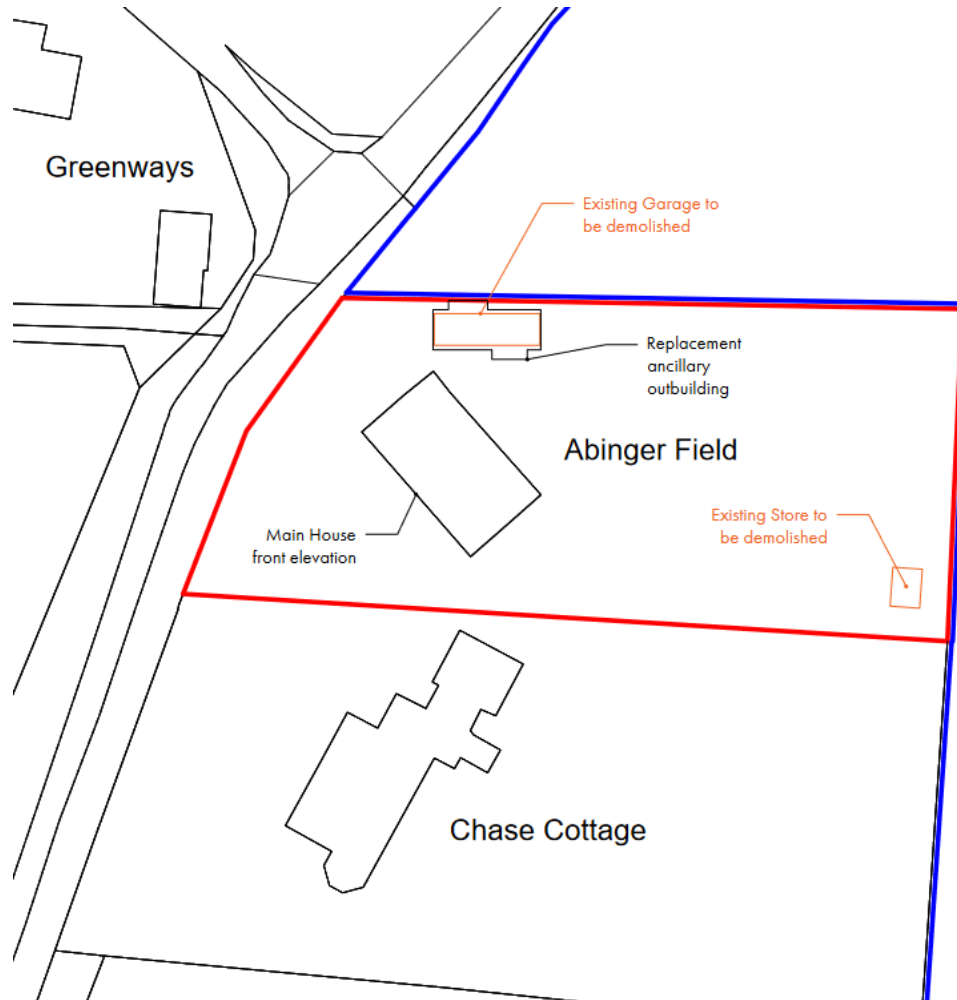 Greenways
Existing Garage to
be demolished
Replacement
ancillary
outbuilding
Abinger Field
Main House
front elevation
Existing Store to
be demolished
Chase Cottage